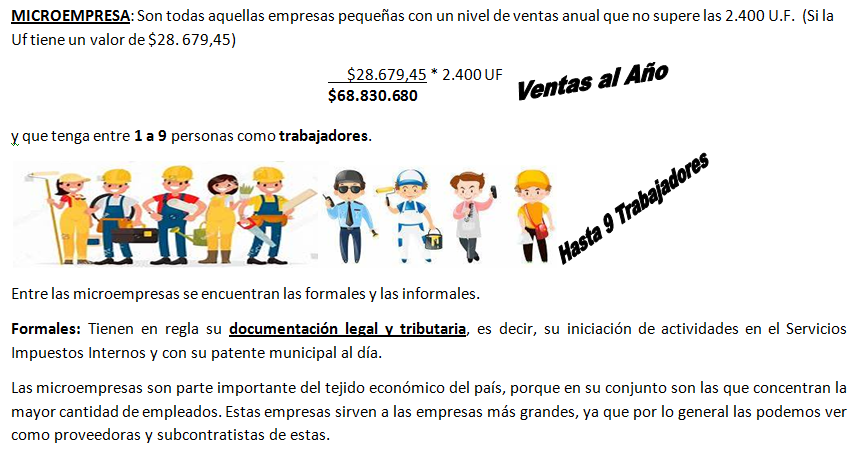 MICROEMPRESA: Son todas aquellas empresas pequeñas con un nivel de ventas anual que no supere las 2.400 U.F. (Si la
Uf tiene un valor de $28. 679,45)
$28.679,45 * 2.400 UF
Ventas al Año
$68.830.680
y que tenga entre 1 a 9 personas como trabajadores.
Hasta 9 Trabajadores
Entre las microempresas se encuentran las formales y las informales.
Formales: Tienen en regla su documentación legal y tributaria, es decir, su iniciación de actividades en el Servicios
Impuestos Internos y con su patente municipal al día.
Las microempresas son parte importante del tejido económico del país, porque en su conjunto son las que concentran la
mayor cantidad de empleados. Estas empresas sirven a las empresas más grandes, ya que por lo general las podemos ver
como proveedoras y subcontratistas de estas.